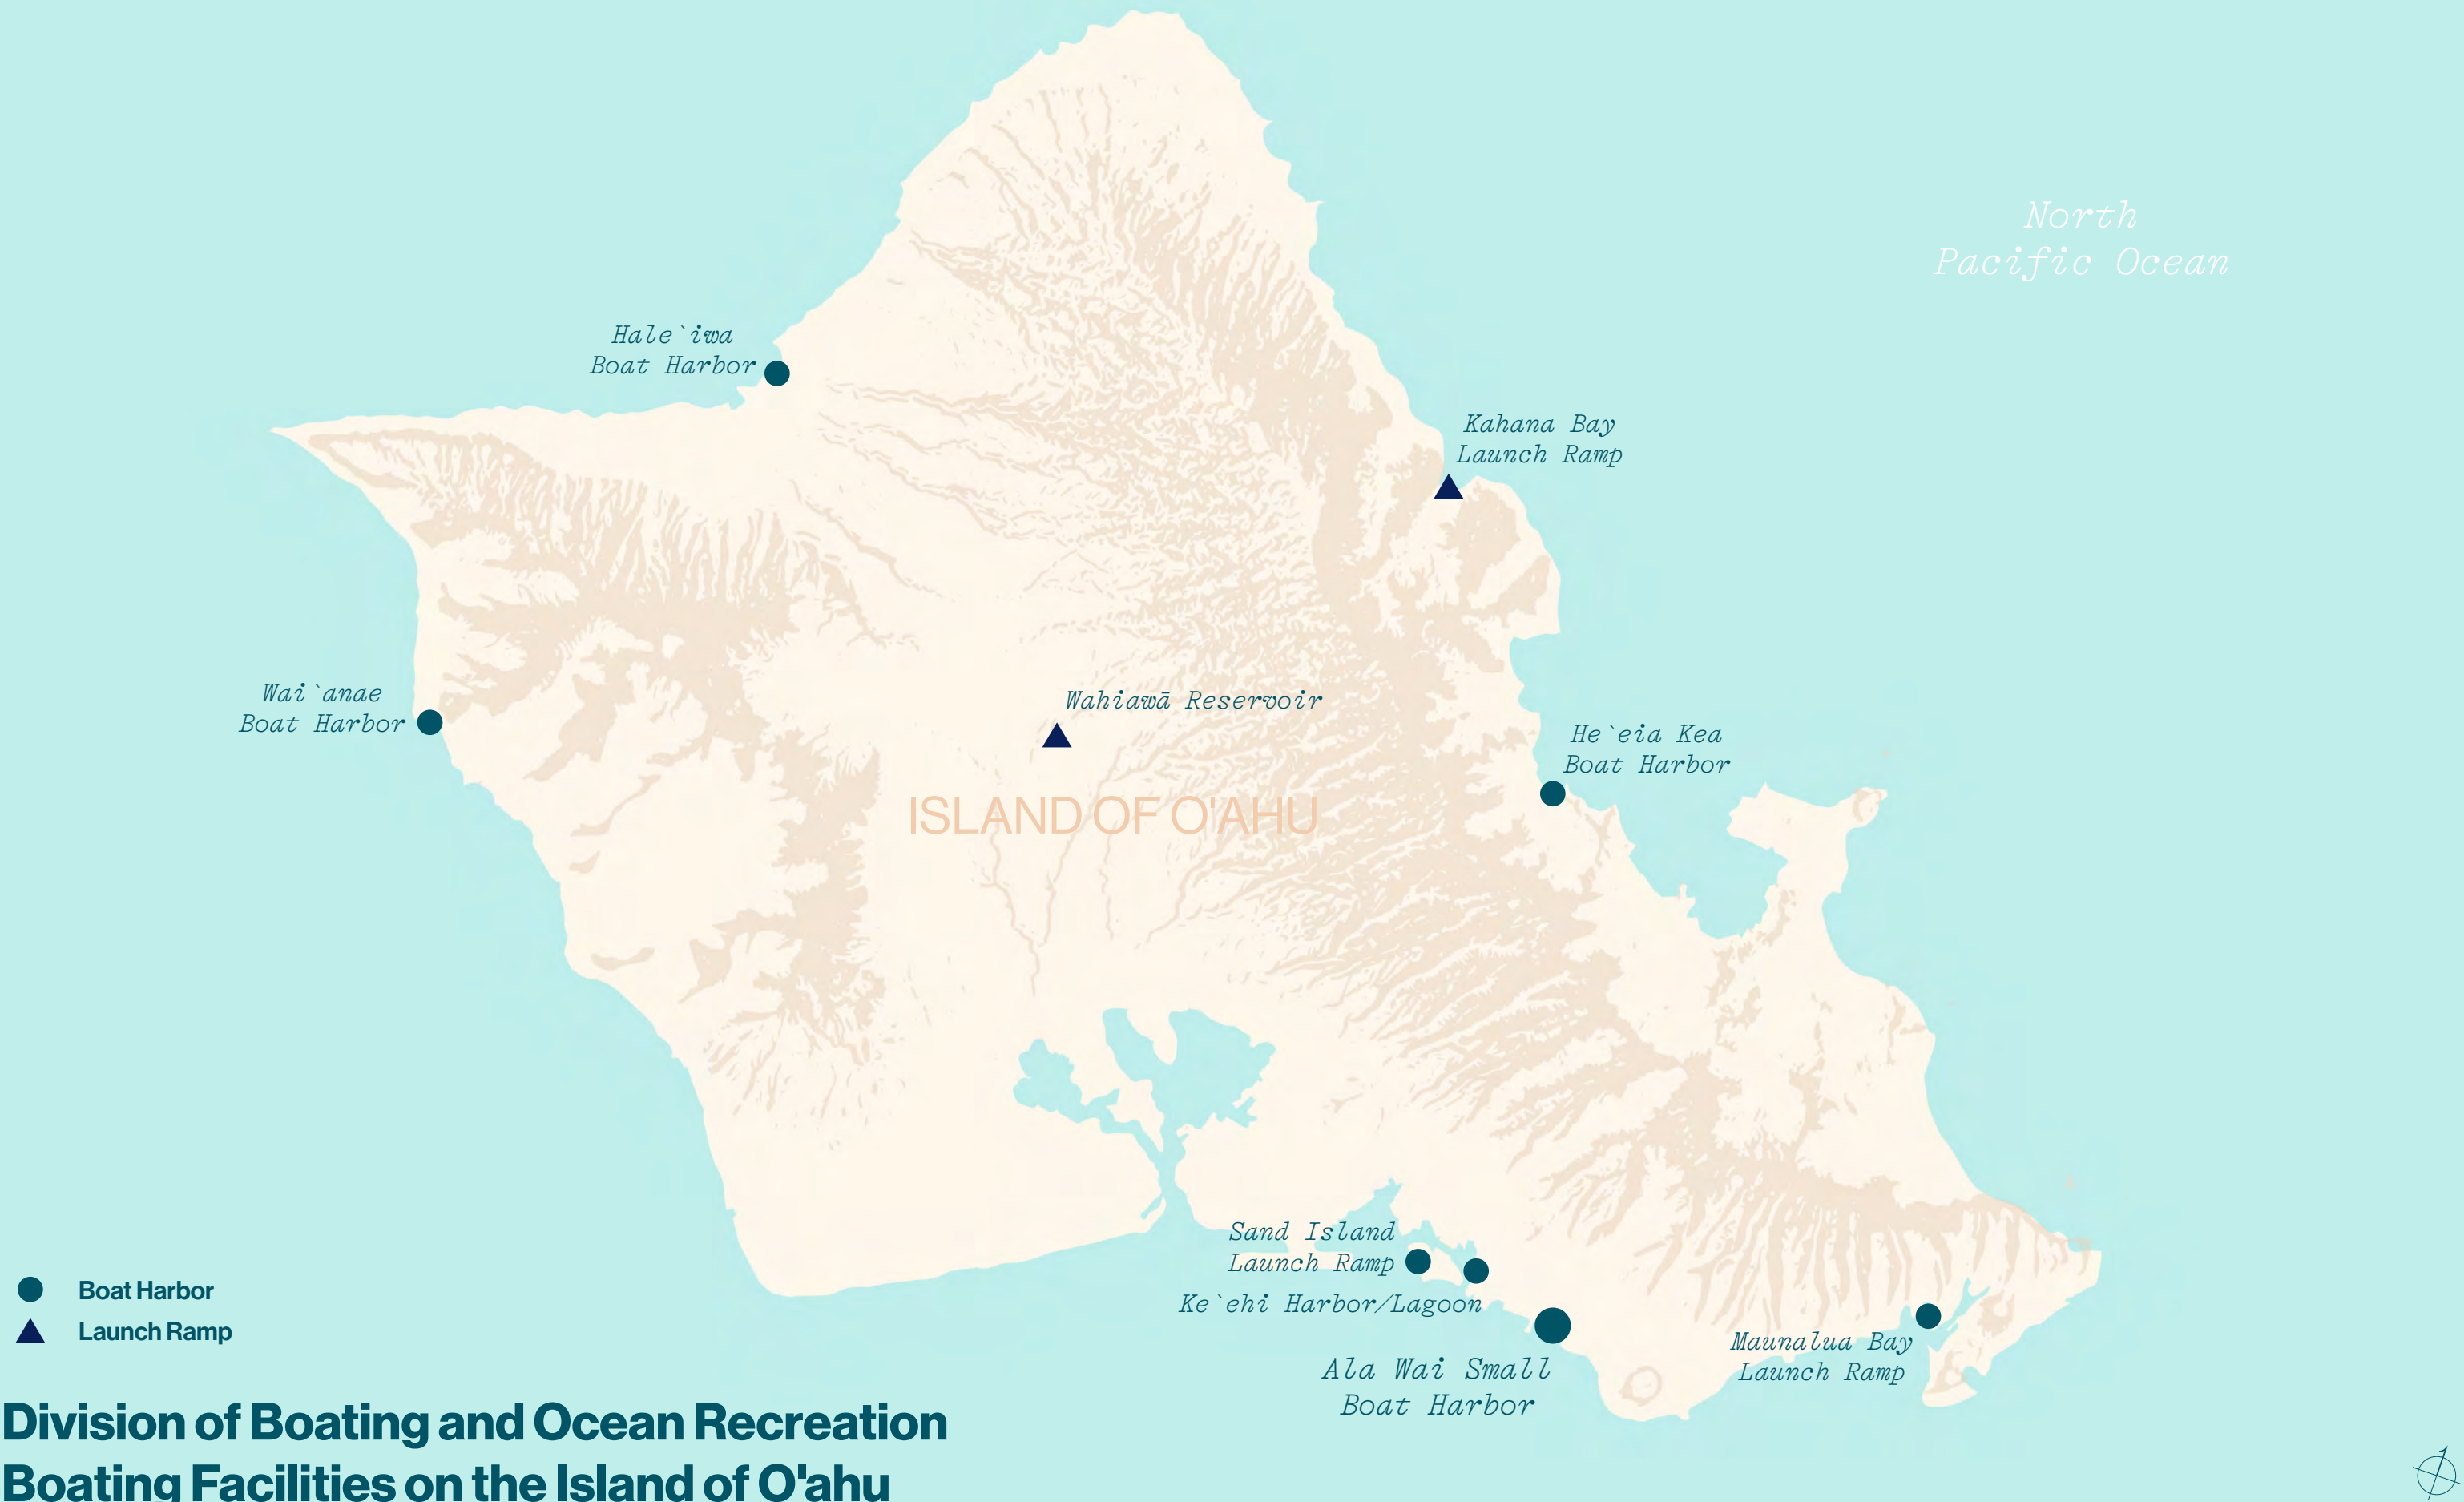 North
Pacific Ocean
Hale`iwa
Boat Harbor
Kahana Bay
Launch Ramp
Wai`anae
Boat Harbor
Wahiawā Reservoir
He`eia Kea
Boat Harbor
ISLAND OF O'AHU
Sand Island
Launch Ramp
Ke`ehi Harbor/Lagoon
Ala Wai Small
Boat Harbor
Maunalua Bay
Launch Ramp
Boat Harbor
Launch Ramp
Division of Boating and Ocean Recreation
Boating Facilities on the Island of O'ahu